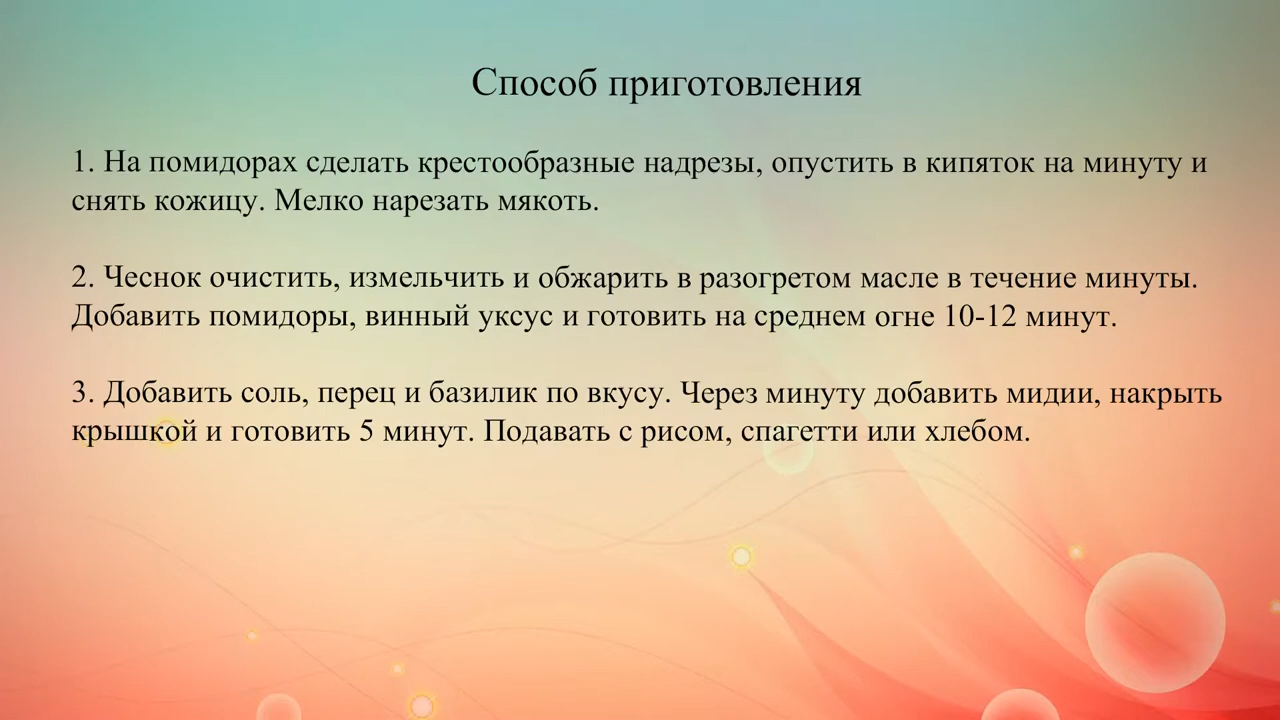 Способ приготовления
1. На помидорах сделать крестообразные надрезы, опустить в кипяток на минуту и
снять кожицу. Мелко нарезать мякоть.
2. Чеснок очистить, измельчить и обжарить в разогретом масле в течение минуты.
Добавить помидоры, винный уксус и готовить на среднем огне 10-12 минут.
3. Добавить соль, перец и базилик по вкусу. Через минуту добавить мидии, накрыть
крышкой и готовить 5 минут. Подавать с рисом, спагетти или хлебом.